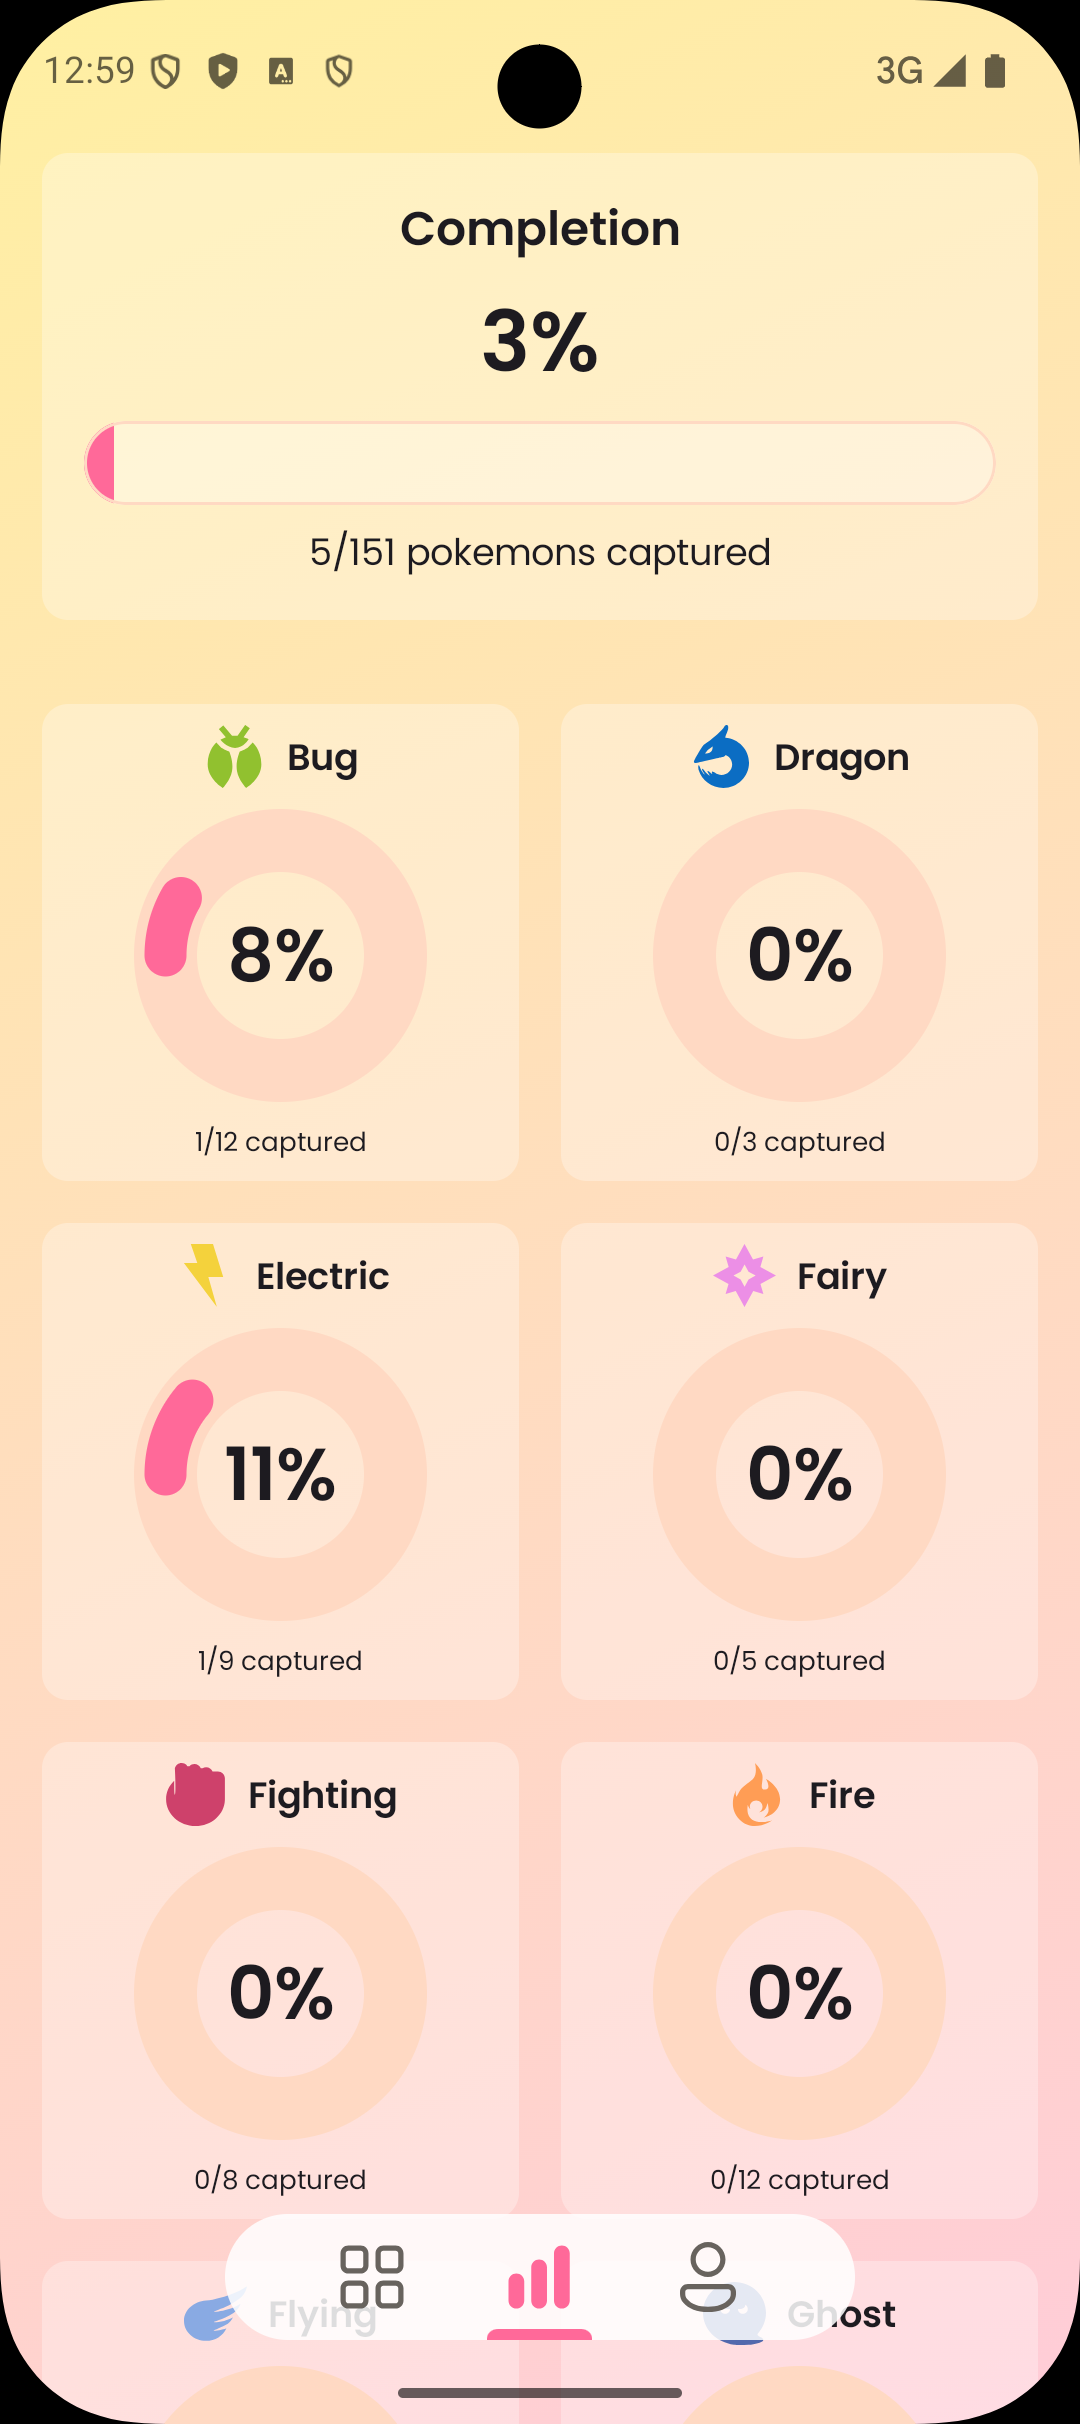 12:59
3G
Completion
3%
5/151 pokemons captured
Bug
8%
1/12 captured
Dragon
0%
0/3 captured
Electric
11%
1/9 captured
Fairy
0%
0/5 captured
Fighting
0%
0/8 captured
Fire
0%
0/12 captured
Flying
Ghost